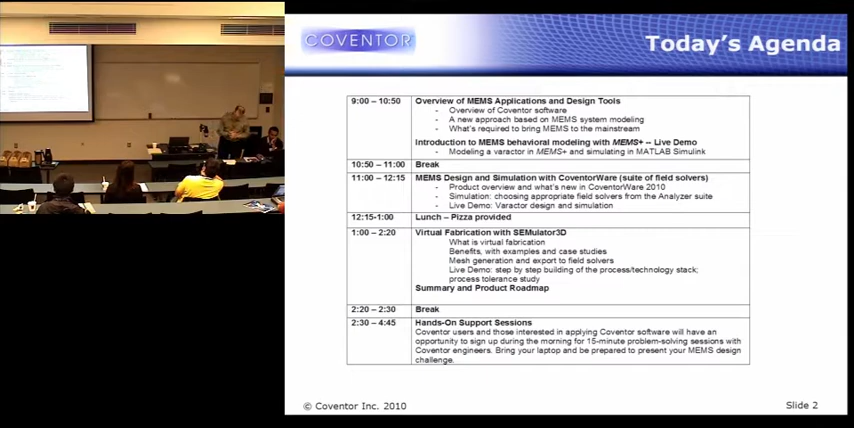 COVENTOR
Today's Agenda
9:00 – 10:50 Overview of MEMS Applications and Design Tools
- Overview of Coventor software
- A new approach based on MEMS system modeling
- What's required to bring MEMS to the mainstream
Introduction to MEMS behavioral modeling with MEMS+ – Live Demo
- Modeling a varactor in MEMS+ and simulating in MATLAB Simulink
10:50 – 11:00 Break
11:00 – 12:15 MEMS Design and Simulation with CoventorWare (suite of field solvers)
- Product overview and what's new in CoventorWare 2010
- Simulation: choosing appropriate field solvers from the Analyzer suite
- Live Demo: Varactor design and simulation
12:15-1:00 Lunch – Pizza provided
1:00 – 2:20 Virtual Fabrication with SEMulator3D
What is virtual fabrication
Benefits, with examples and case studies
Mesh generation and export to field solvers
Live Demo: step by step building of the process/technology stack;
process tolerance study
Summary and Product Roadmap
2:20 – 2:30 Break
2:30 – 4:45 Hands-On Support Sessions
Coventor users and those interested in applying Coventor software will have an
opportunity to sign up during the morning for 15-minute problem-solving sessions with
Coventor engineers. Bring your laptop and be prepared to present your MEMS design
challenge.
© Coventor Inc. 2010
Slide 2